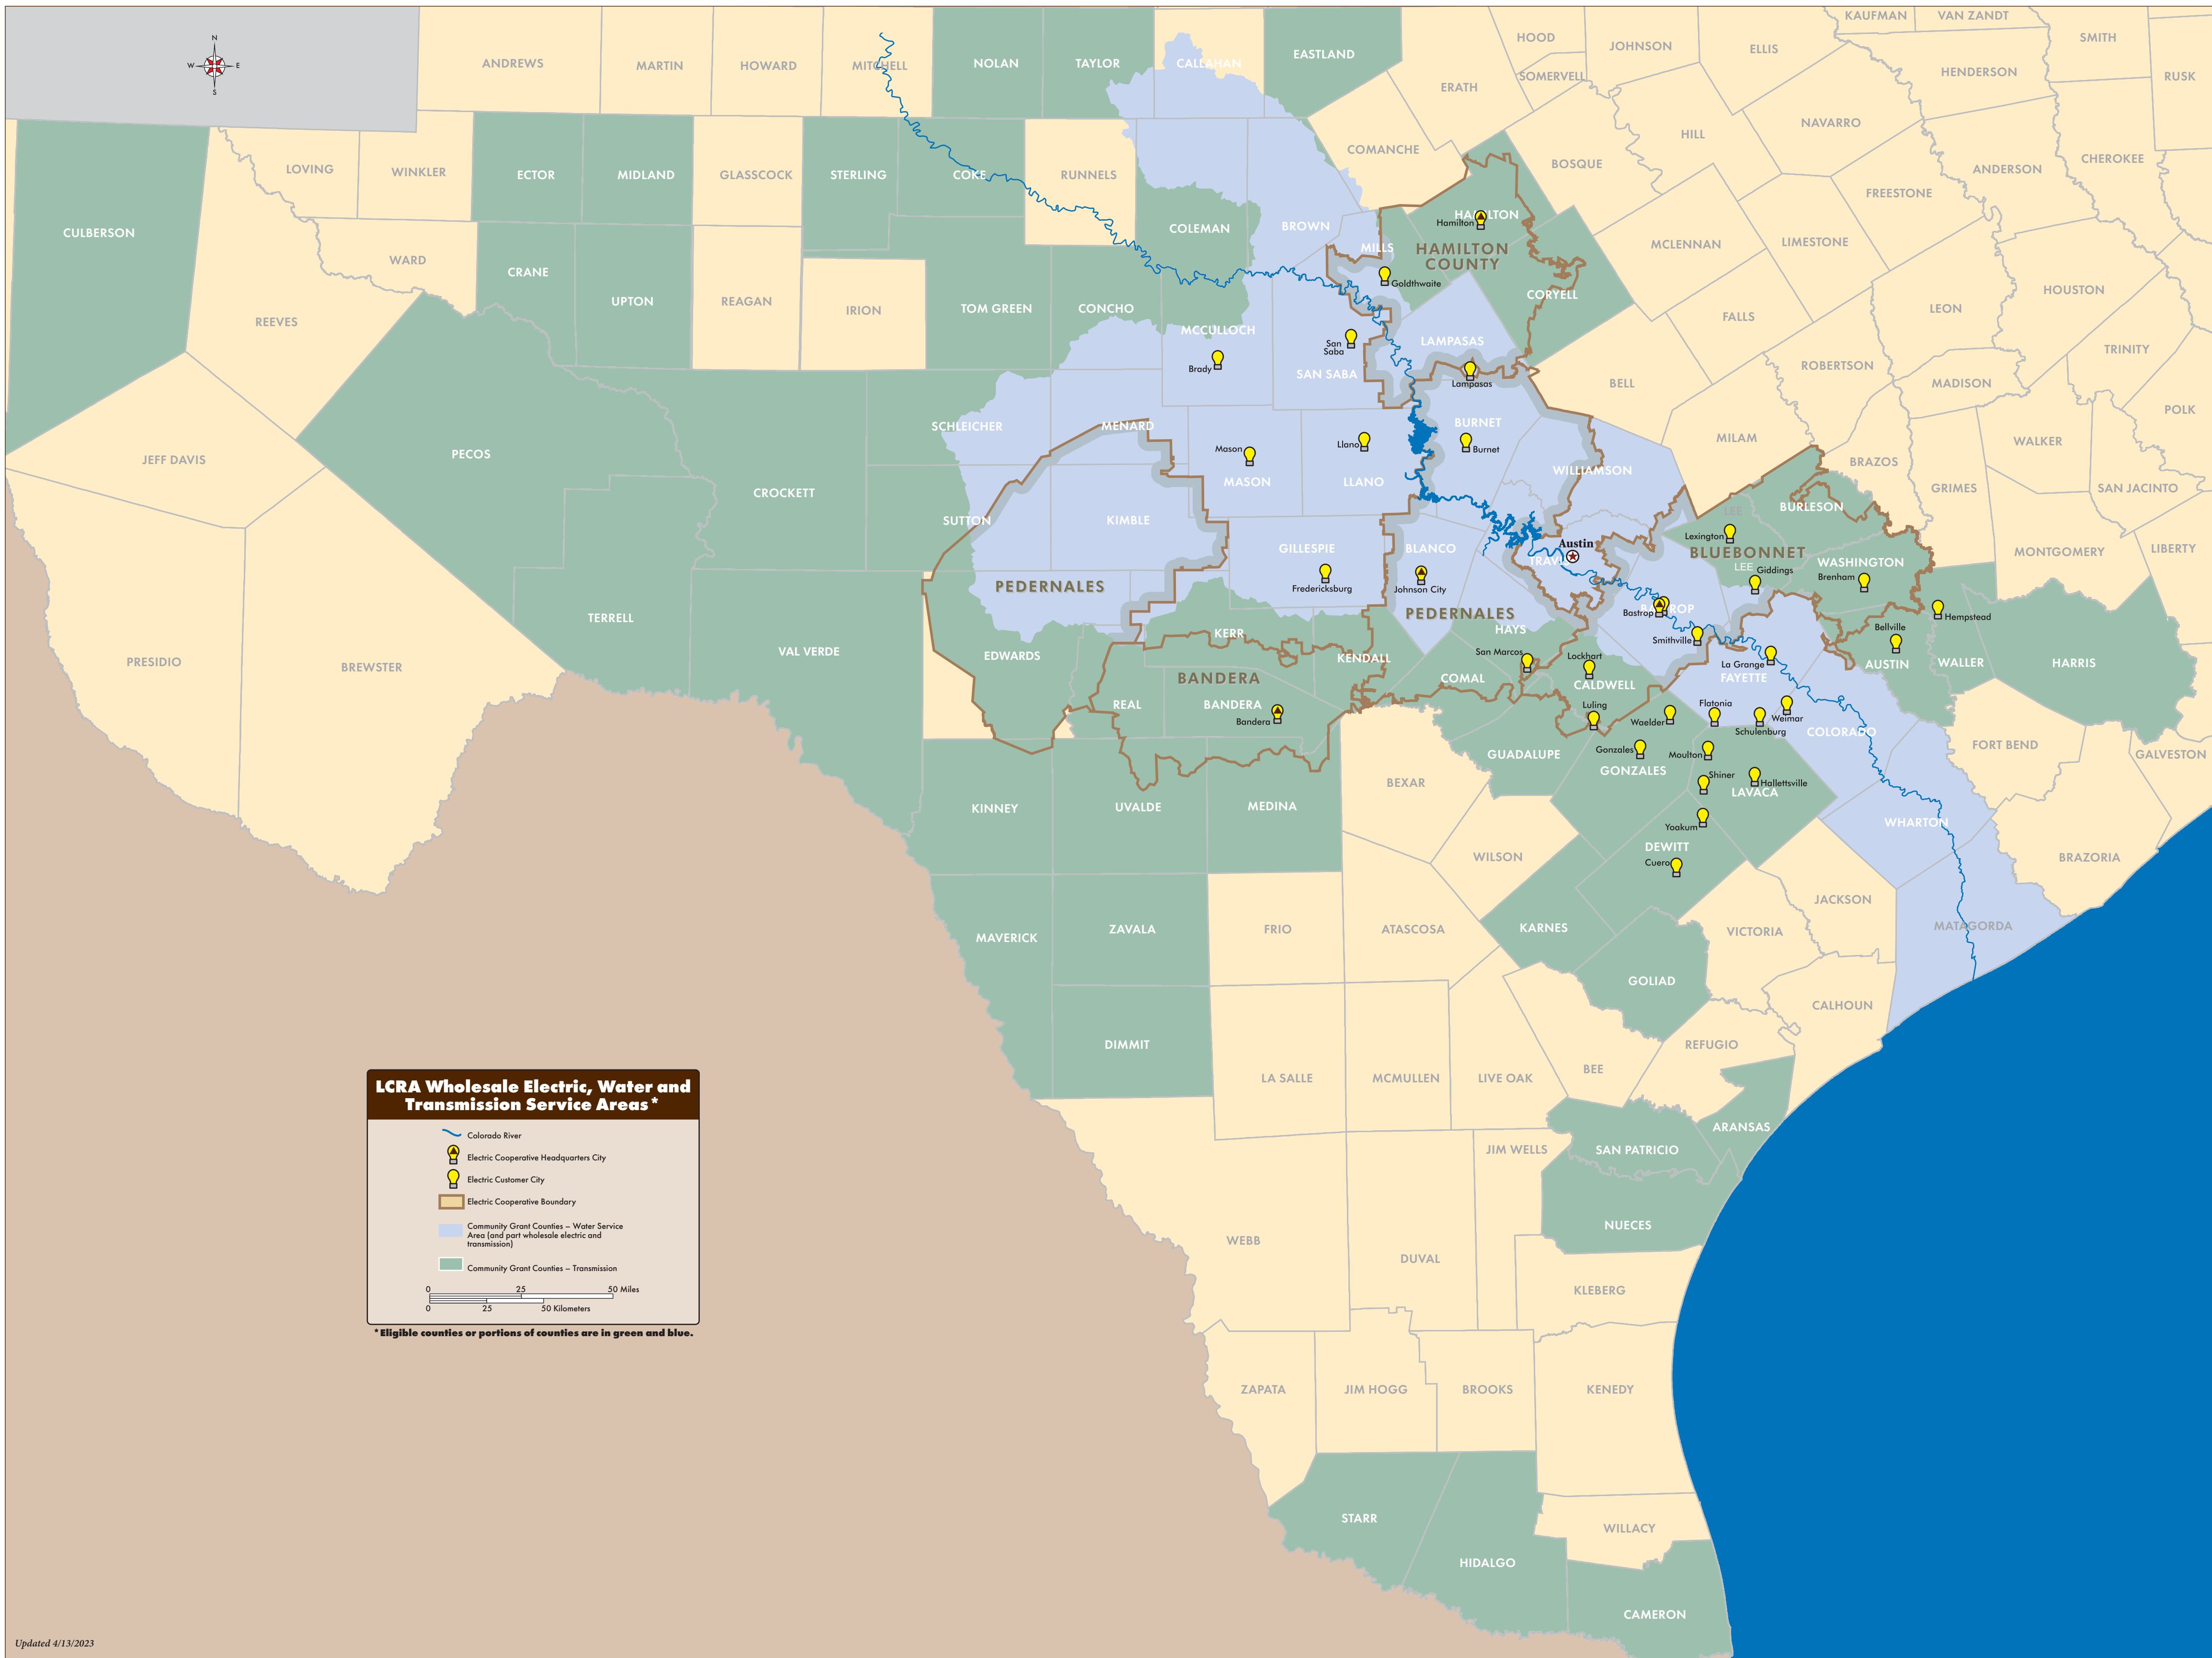 N
W
E
S
ANDREWS
MARTIN
HOWARD
MITCHELL
NOLAN
TAYLOR
CALLAHAN
EASTLAND
ERATH
HOOD
SOMERVELL
JOHNSON
ELLIS
KAUFMAN
VAN ZANDT
HENDERSON
SMITH
RUSK
CULBERSON
LOVING
WINKLER
ECTOR
MIDLAND
GLASSCOCK
STERLING
COKE
RUNNELS
COLEMAN
BROWN
COMANCHE
MILLS
HAMILTON
Hamilton
HAMILTON
COUNTY
BOSQUE
HILL
NAVARRO
ANDERSON
CHEROKEE
FREESTONE
WARD
REEVES
CRANE
UPTON
REAGAN
IRION
TOM GREEN
CONCHO
MCCULLOCH
Brady
San
Saba
SAN SABA
Goldthwaite
LAMPASAS
Lampasas
CORYELL
MCLENNAN
LIMESTONE
FALLS
LEON
HOUSTON
TRINITY
BELL
ROBERTSON
MADISON
POLK
JEFF DAVIS
PECOS
CROCKETT
SCHLEICHER
MENARD
Mason
MASON
Llano
LLANO
BURNET
Burnet
WILLIAMSON
MILAM
BRAZOS
WALKER
GRIMES
SAN JACINTO
SUTTON
KIMBLE
GILLESPIE
Fredericksburg
BLANCO
Johnson City
Austin
TRAVIS
LEE
Lexington
BLUEBONNET
LEE
Giddings
BURLESON
WASHINGTON
Brenham
MONTGOMERY
LIBERTY
PEDERNALES
PEDERNALES
Bastrop
BASTROP
Smithville
Hempstead
Bellville
AUSTIN
WALLER
HARRIS
PRESIDIO
BREWSTER
TERRELL
VAL VERDE
EDWARDS
KERR
KENDALL
HAYS
San Marcos
COMAL
Lockhart
CALDWELL
La Grange
FAYETTE
BANDERA
REAL
BANDERA
Bandera
Luling
Waelder
Flatonia
Schulenburg
Weimar
COLORADO
GUADALUPE
Gonzales
GONZALES
Moulton
Shiner
Hallettsville
LAVACA
FORT BEND
GALVESTON
KINNEY
UVALDE
MEDINA
BEXAR
WILSON
Yoakum
DEWITT
Cuero
WHARTON
BRAZORIA
MAVERICK
ZAVALA
FRIO
ATASCOSA
KARNES
GOLIAD
VICTORIA
JACKSON
MATAGORDA
CALHOUN
DIMMIT
LA SALLE
MCMULLEN
LIVE OAK
BEE
REFUGIO
ARANSAS
JIM WELLS
SAN PATRICIO
NUECES
WEBB
DUVAL
KLEBERG
ZAPATA
JIM HOGG
BROOKS
KENEDY
STARR
HIDALGO
WILLACY
CAMERON
LCRA Wholesale Electric, Water and
Transmission Service Areas*
Colorado River
Electric Cooperative Headquarters City
Electric Customer City
Electric Cooperative Boundary
Community Grant Counties – Water Service
Area (and part wholesale electric and
transmission)
Community Grant Counties – Transmission
0 25 50 Miles
0 25 50 Kilometers
*Eligible counties or portions of counties are in green and blue.
Updated 4/13/2023